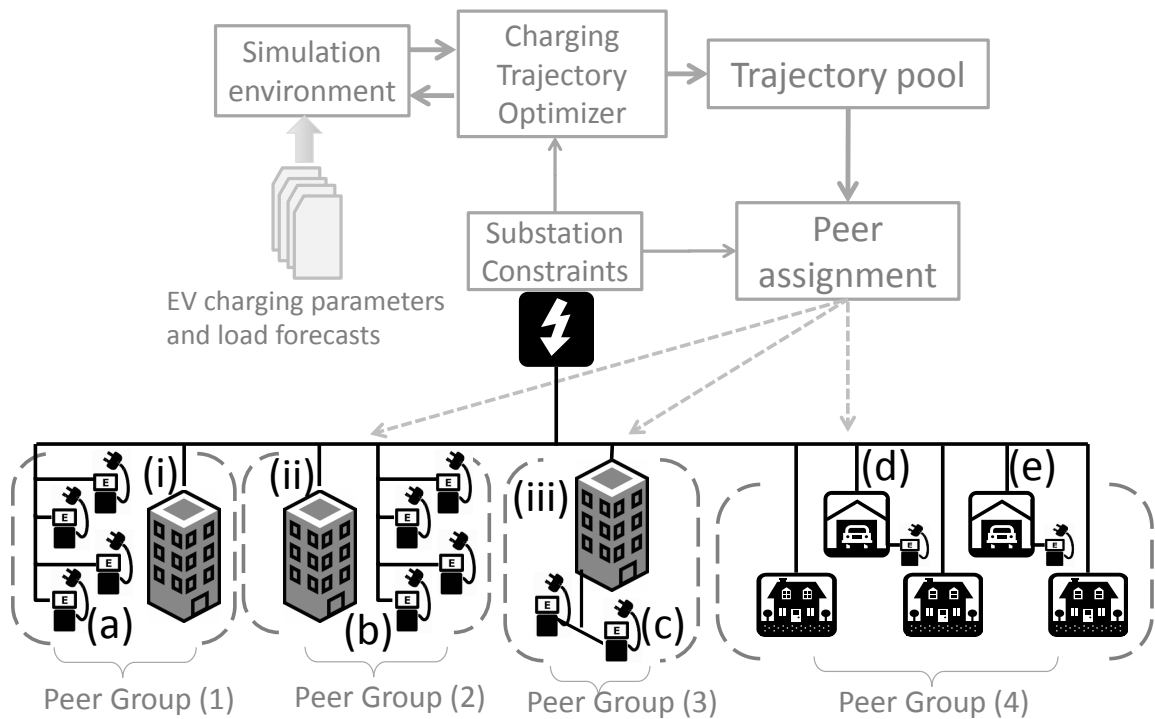 Simulation
environment
Charging
Trajectory
Optimizer
Trajectory pool
Substation
Constraints
Peer
assignment
EV charging parameters
and load forecasts
(i)
(ii)
(iii)
(d)
(e)
E
E
E
E
E
E
E
E
E
E
E
E
(a)
(b)
(c)
Peer Group (1)
Peer Group (2)
Peer Group (3)
Peer Group (4)